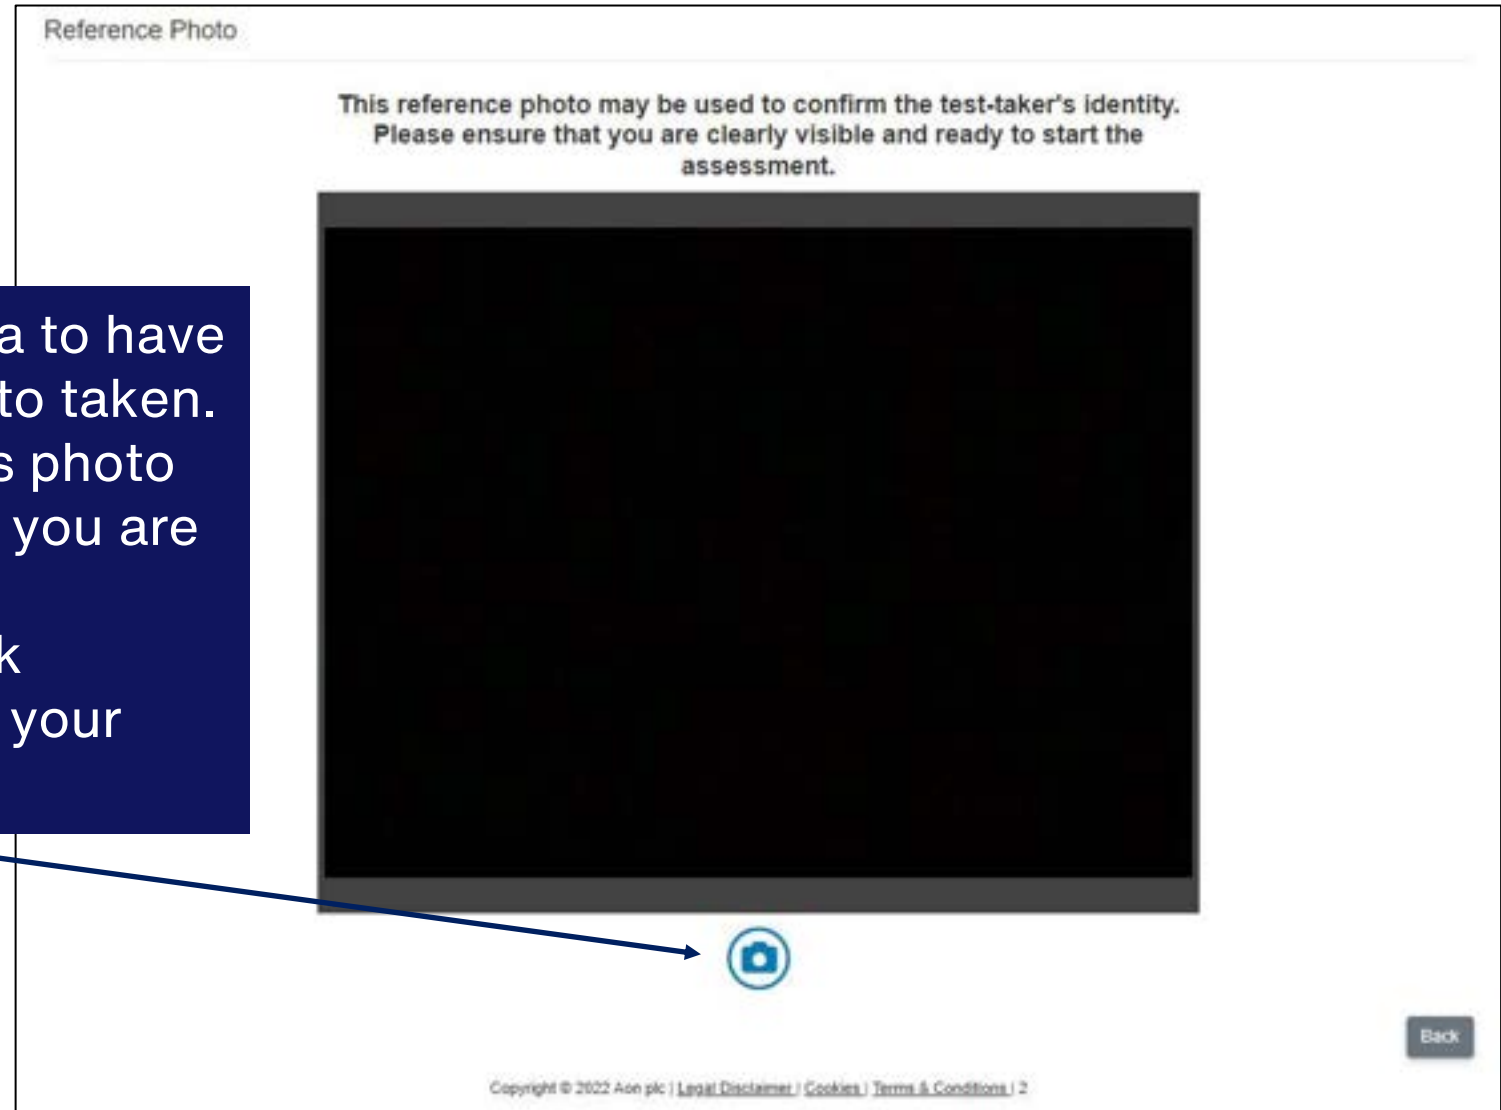 Reference Photo
This reference photo may be used to confirm the test-taker's identity.
Please ensure that you are clearly visible and ready to start the
assessment.
a to have
to taken.
s photo
you are
k
your
Back
Copyright © 2022 Aon plc | Legal Disclaimer | Cookies | Terms & Conditions | 2